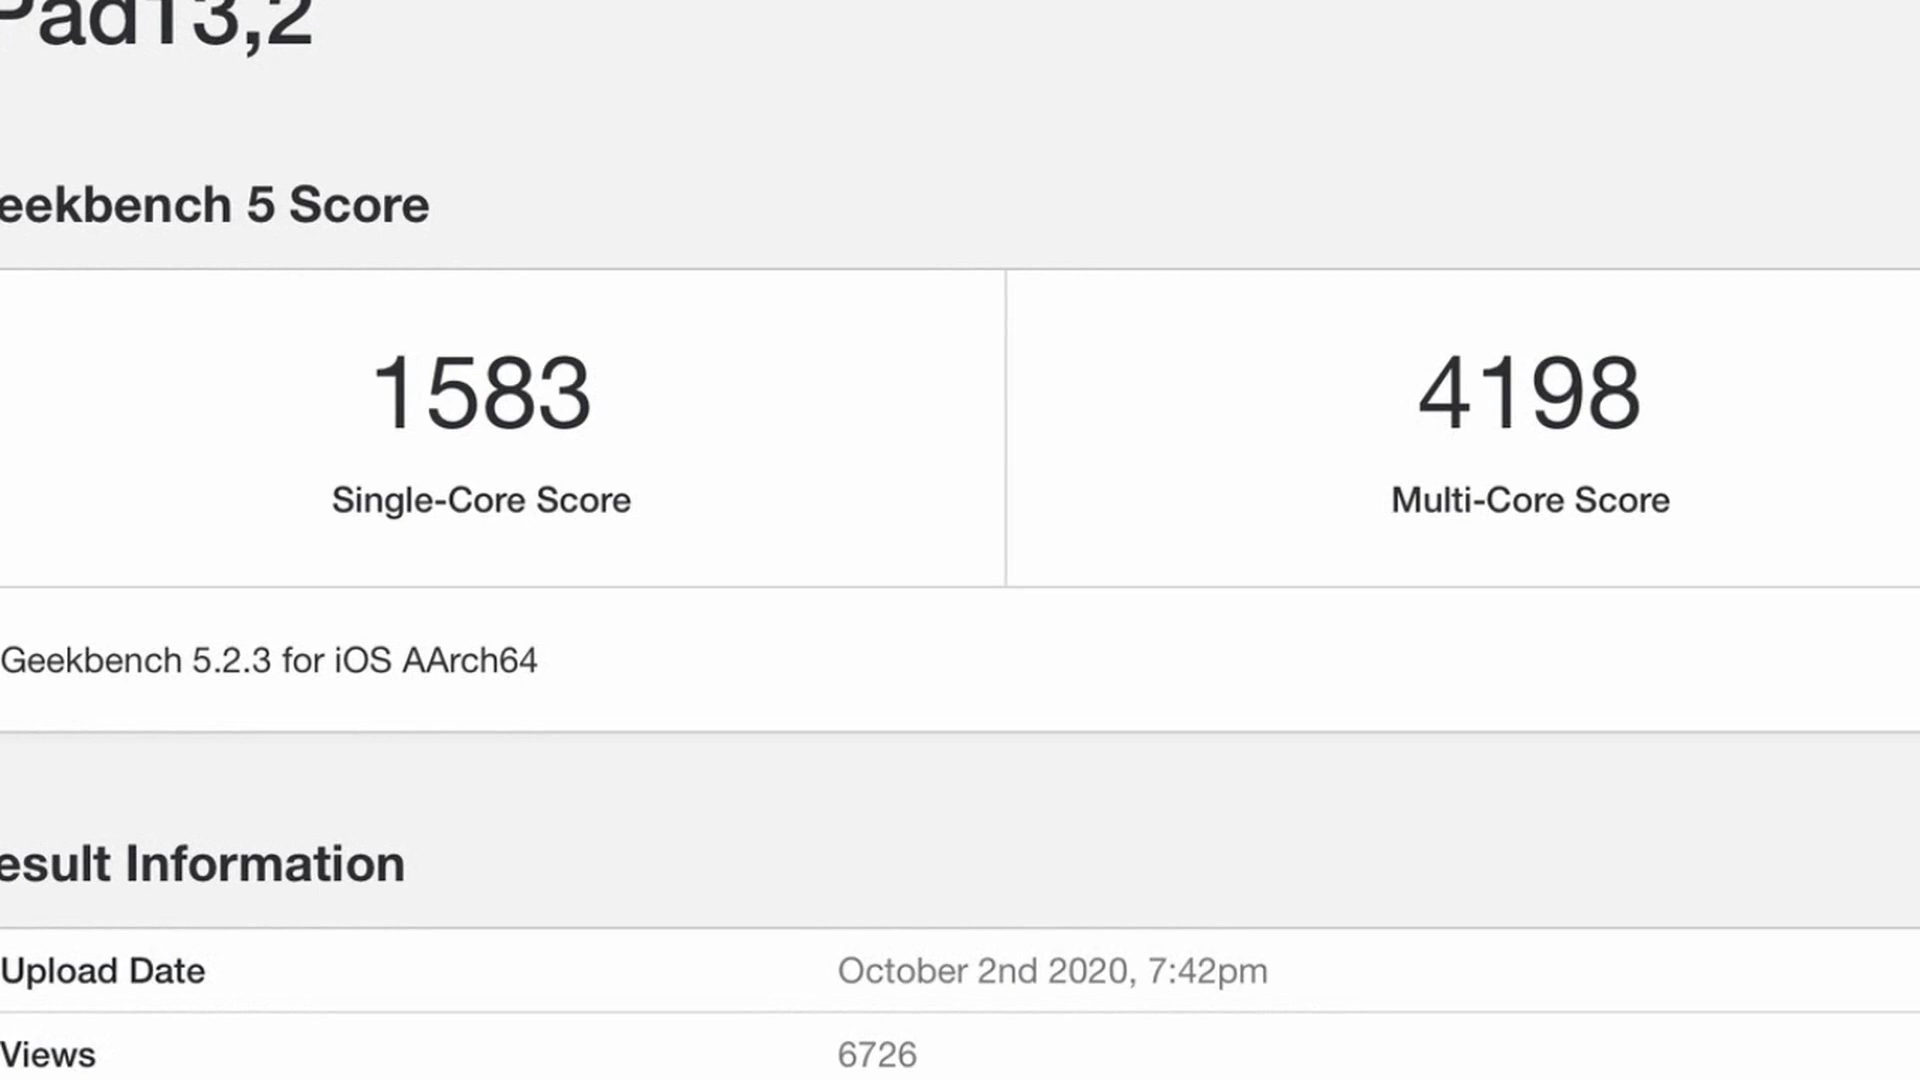 Pad13,2
eekbench 5 Score
1583 4198
Single-Core Score Multi-Core Score
Geekbench 5.2.3 for iOS AArch64
esult Information
Upload Date October 2nd 2020, 7:42pm
Views 6726